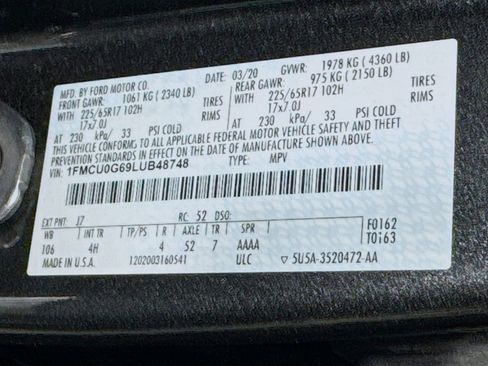 MFD. BY FORD MOTOR CO. DATE: 03/20 GVWR: 1978 KG ( 4360 LB)
FRONT GAWR: 1061 KG ( 2340 LB) REAR GAWR: 975 KG ( 2150 LB)
225/65R17 102H TIRES 225/65R17 102H TIRES
17x7.0J RIMS 17x7.0J RIMS
AT 230 kPa/ 33 PSI COLD AT 230 kPa/ 33 PSI COLD
THIS VEHICLE CONFORMS TO ALL APPLICABLE FEDERAL MOTOR VEHICLE SAFETY AND BUMPER AND THEFT PREVENTION STANDARDS IN EFFECT ON THE DATE OF MANUFACTURE SHOWN ABOVE.
VIN: 1FMCU0G69LUB48748 TYPE: MPV
EXT PNT: J7 RC: 52 DSO: F0162
WB INT TR TP/PS R AXLE TR SPR T0163
106 4H 4 52 7 AAAA
MADE IN U.S.A. 1202003160541 ULC 5U5A-3520472-AA